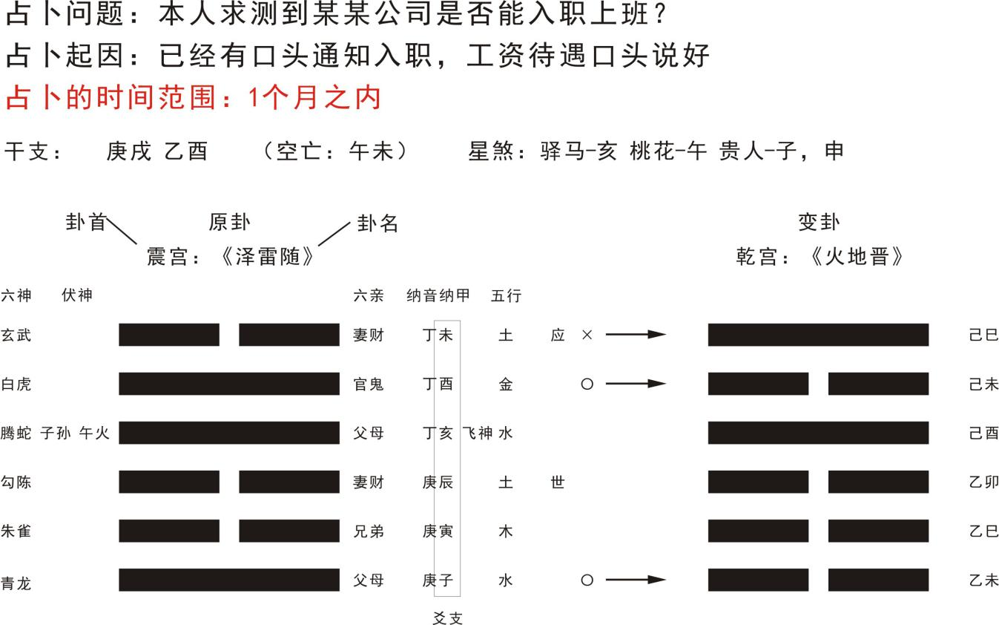 占卜问题：本人求测到某某公司是否能入职上班？
占卜起因：已经有口头通知入职，工资待遇口头说好
占卜的时间范围：1个月之内
干支： 庚戌 乙酉 （空亡：午未） 星煞：驿马-亥 桃花-午 贵人-子，申
卦首 原卦 卦名 变卦
震宫：《泽雷随》 乾宫：《火地晋》
六神 伏神 六亲 纳音纳甲 五行
玄武 妻财 丁未 土 应 × 己巳
白虎 官鬼 丁酉 金 ○ 己未
腾蛇 子孙 午火 父母 丁亥 飞神 水 己酉
勾陈 妻财 庚辰 土 世 乙卯
朱雀 兄弟 庚寅 木 乙巳
青龙 父母 庚子 水 ○ 乙未
爻支